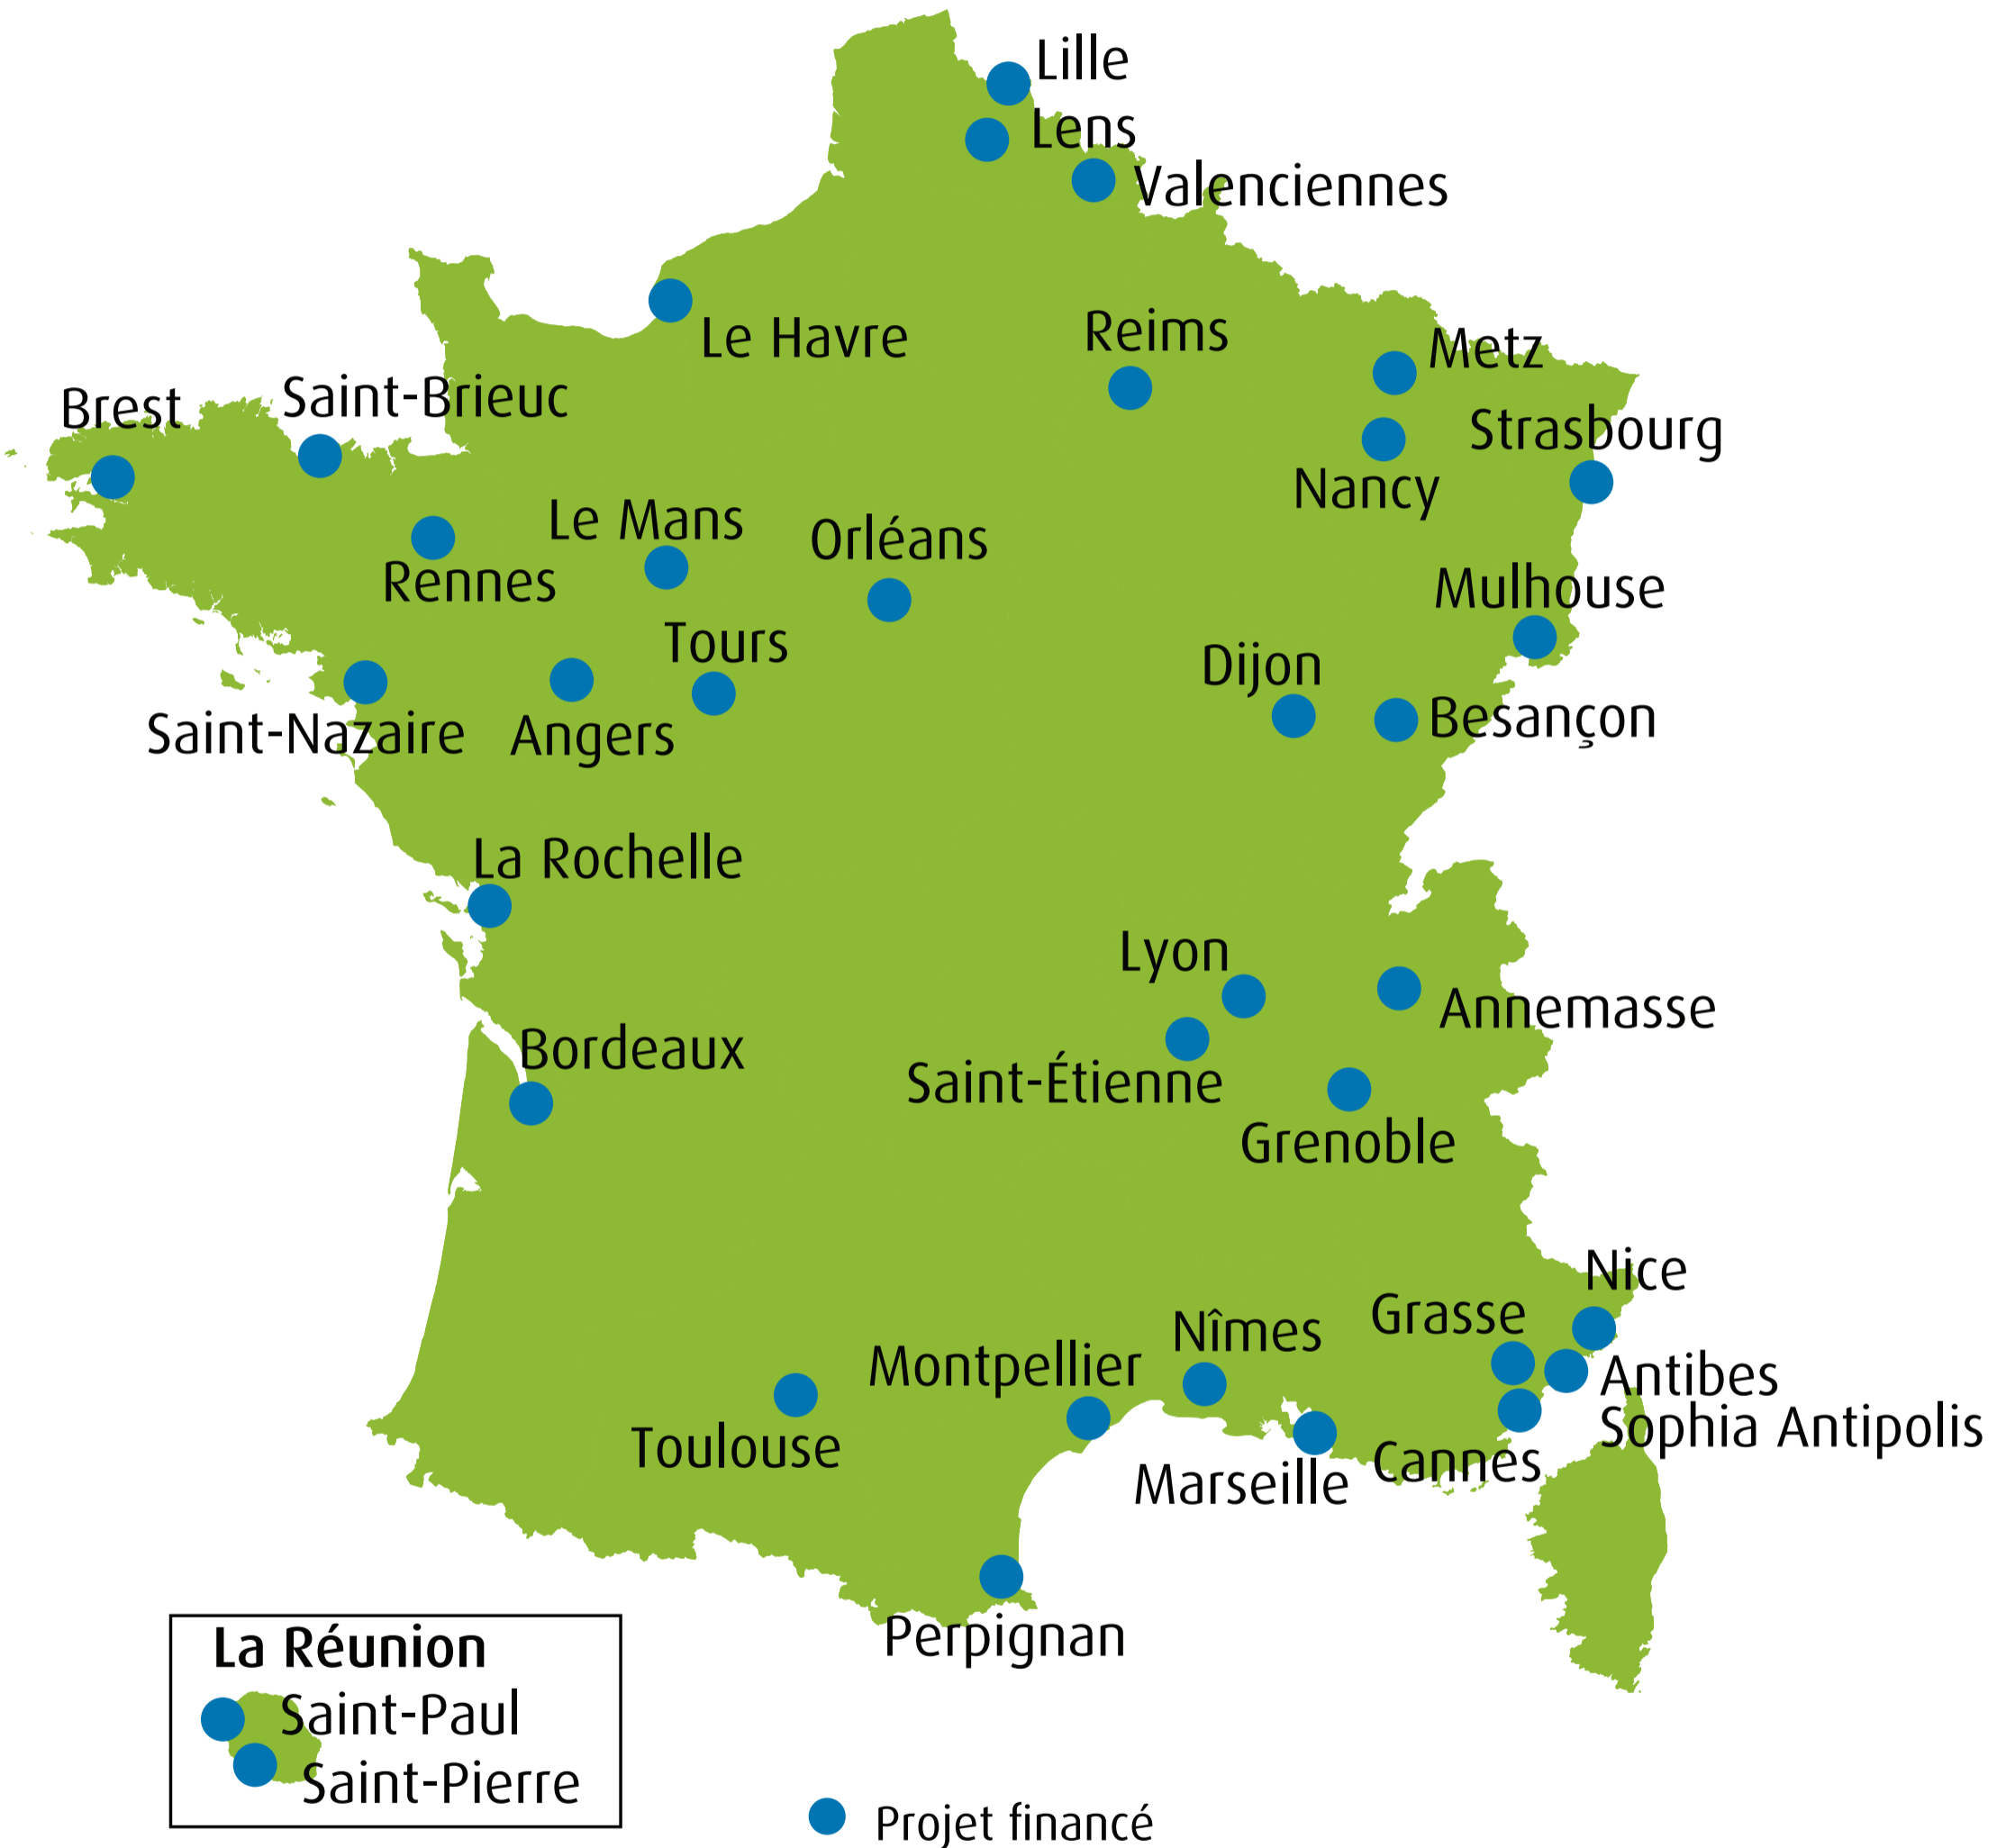 Lille
Lens
Valenciennes
Le Havre
Reims
Metz
Brest
Saint-Brieuc
Strasbourg
Nancy
Le Mans
Orléans
Rennes
Mulhouse
Tours
Dijon
Saint-Nazaire
Angers
Besançon
La Rochelle
Lyon
Annemasse
Bordeaux
Saint-Étienne
Grenoble
Nice
Grasse
Nîmes
Montpellier
Antibes
Sophia Antipolis
Toulouse
Cannes
Marseille
Perpignan
La Réunion
Saint-Paul
Saint-Pierre
Projet financé